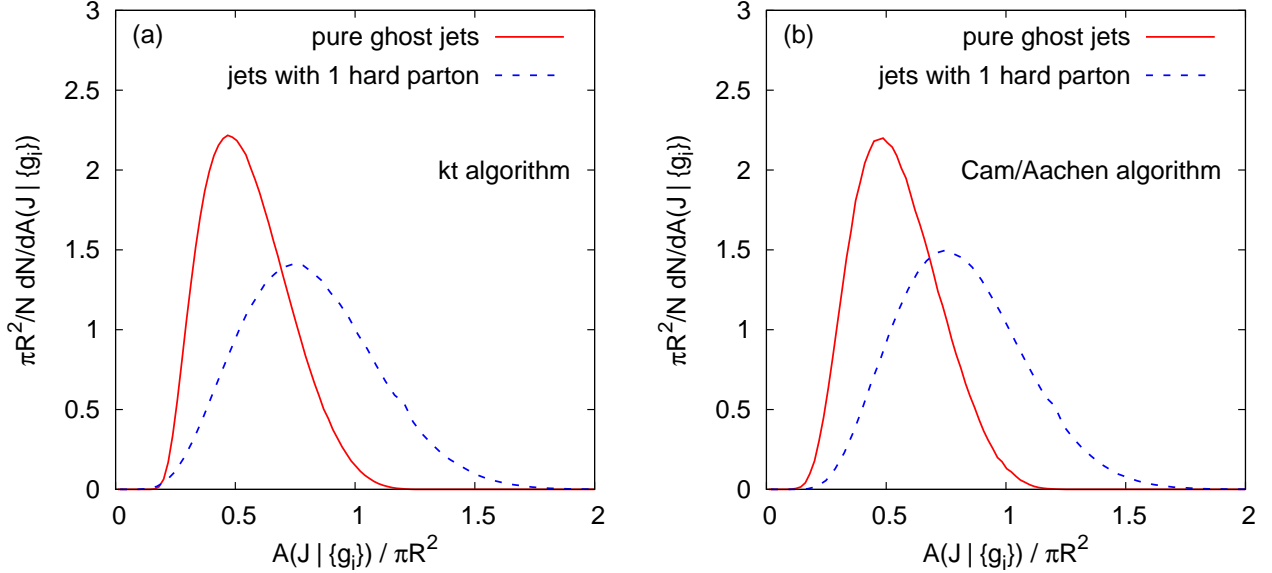 (a)
pure ghost jets
jets with 1 hard parton
kt algorithm
πR² /N dN/dA(J | {gᵢ})
3
2.5
2
1.5
1
0.5
0
0 0.5 1 1.5 2
A(J | {gᵢ}) / πR²
(b)
pure ghost jets
jets with 1 hard parton
Cam/Aachen algorithm
πR² /N dN/dA(J | {gᵢ})
3
2.5
2
1.5
1
0.5
0
0 0.5 1 1.5 2
A(J | {gᵢ}) / πR²